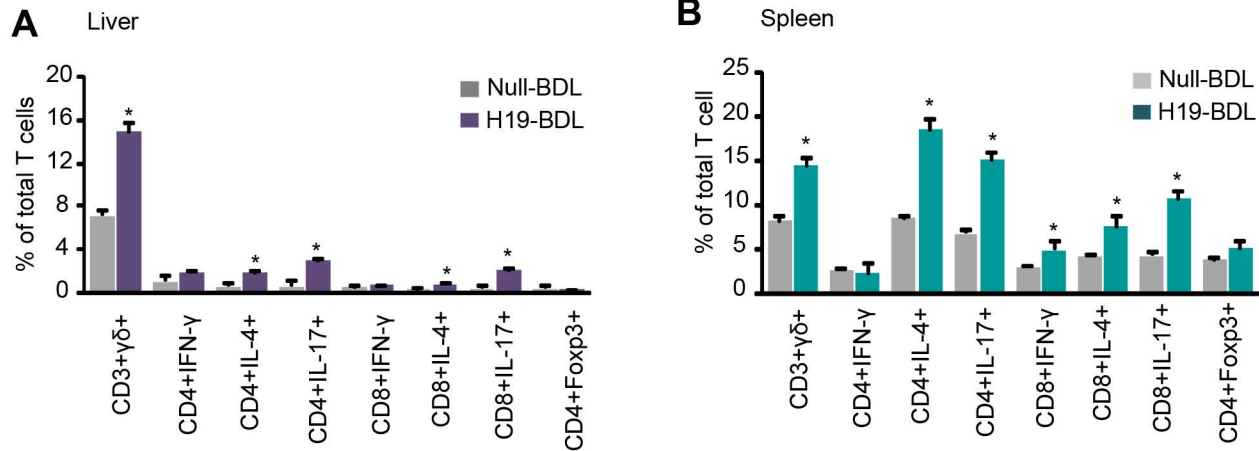 A
Liver
% of total T cells
20
16
12
8
4
0
Null-BDL
H19-BDL
*
*
*
*
*
CD3+γδ+
CD4+IFN-γ
CD4+IL-4+
CD4+IL-17+
CD8+IFN-γ
CD8+IL-4+
CD8+IL-17+
CD4+Foxp3+
B
Spleen
% of total T cell
25
20
15
10
5
0
Null-BDL
H19-BDL
*
*
*
*
*
*
CD3+γδ+
CD4+IFN-γ
CD4+IL-4+
CD4+IL-17+
CD8+IFN-γ
CD8+IL-4+
CD8+IL-17+
CD4+Foxp3+